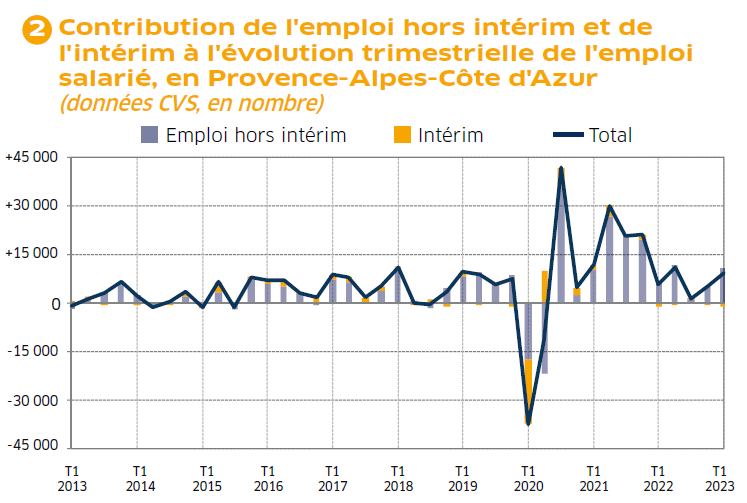 2 Contribution de l'emploi hors intérim et de
l'intérim à l'évolution trimestrielle de l'emploi
salarié, en Provence-Alpes-Côte d'Azur
(données CVS, en nombre)
Emploi hors intérim Intérim Total
+45 000
+30 000
+15 000
0
-15 000
-30 000
-45 000
T1 T1 T1 T1 T1 T1 T1 T1 T1 T1 T1
2013 2014 2015 2016 2017 2018 2019 2020 2021 2022 2023